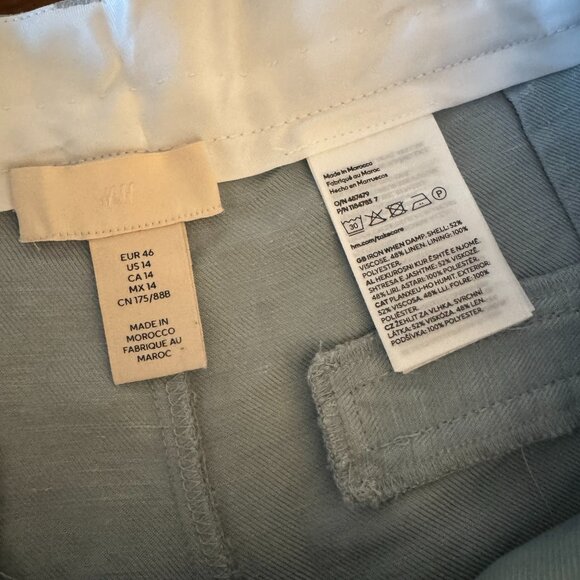 H&M
EUR 46
US 14
CA 14
MX 14
CN 175/88B
MADE IN
MOROCCO
FABRIQUE AU
MAROC
Made in Morocco
Fabriqué au Maroc
Hecho en Marruecos
O/N 487479
P/N 1184785 7
30
P
hm.com/takecare
GB IRON WHEN DAMP. SHELL: 52%
VISCOSE, 48% LINEN. LINING: 100%
POLYESTER.
AL HEKUROSNI KUR ËSHTË E NJOMË.
SHTRESA E JASHTME: 52% VISKOZË,
48% LIRI. ASTARI: 100% POLIESTËR.
CAT PLANXEU-HO HUMIT. EXTERIOR:
52% VISCOSA, 48% LLI. FOLRE: 100%
POLIÈSTER.
CZ ŽEHLIT ZA VLHKA. SVRCHNÍ
LÁTKA: 52% VISKÓZA, 48% LEN.
PODŠÍVKA: 100% POLYESTER.